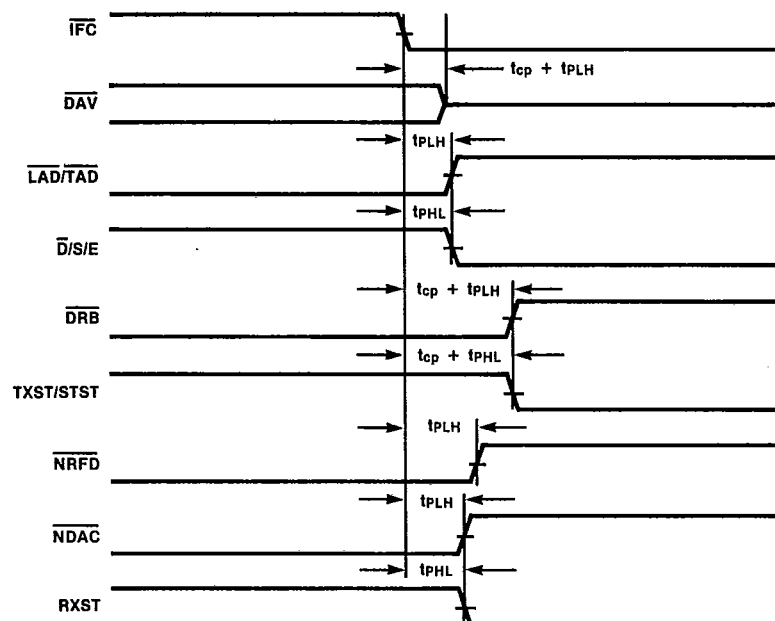 IFC
tcp + tPLH
DAV
tPLH
LAD/TAD
tPHL
D/S/E
tcp + tPLH
DRB
tcp + tPHL
TXST/STST
tPLH
NRFD
tPLH
NDAC
tPHL
RXST